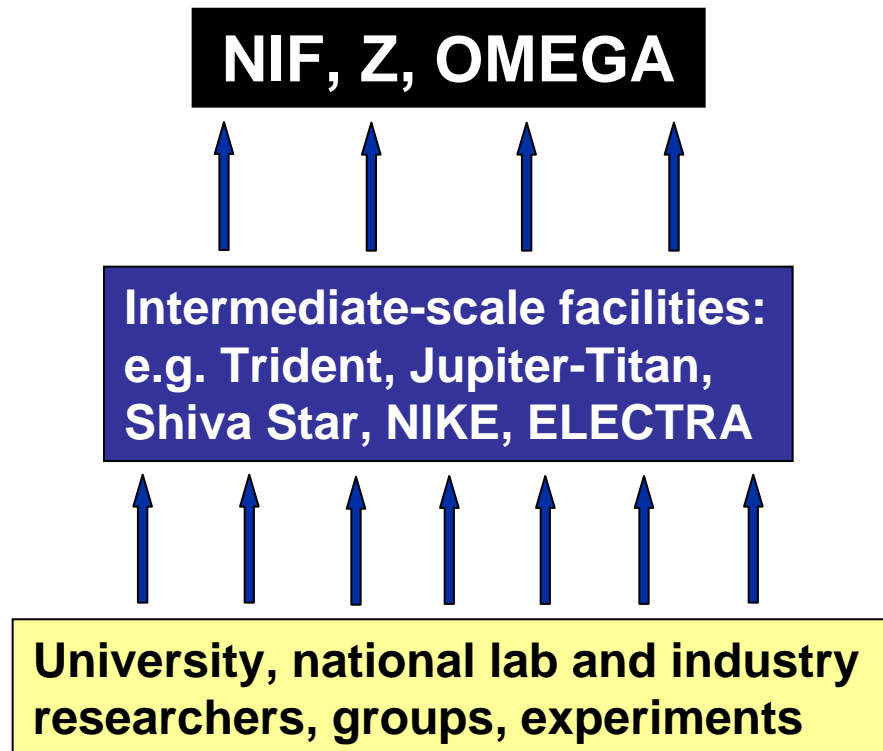 NIF, Z, OMEGA
Intermediate-scale facilities:
e.g. Trident, Jupiter-Titan,
Shiva Star, NIKE, ELECTRA
University, national lab and industry
researchers, groups, experiments